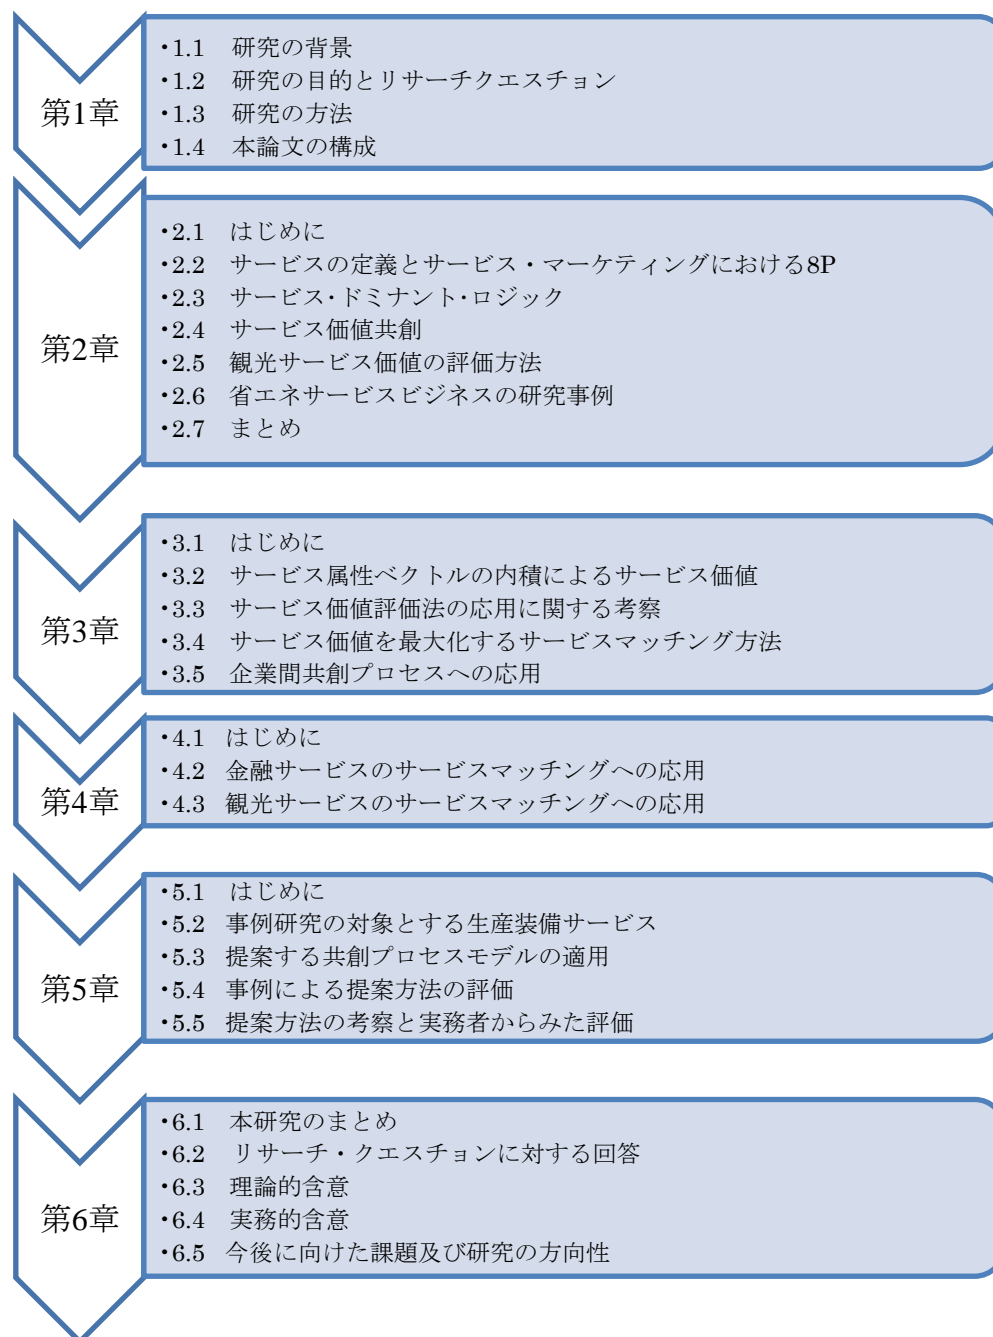 第1章
・1.1 研究の背景
・1.2 研究の目的とリサーチクエスチョン
・1.3 研究の方法
・1.4 本論文の構成
第2章
・2.1 はじめに
・2.2 サービスの定義とサービス・マーケティングにおける8P
・2.3 サービス･ドミナント･ロジック
・2.4 サービス価値共創
・2.5 観光サービス価値の評価方法
・2.6 省エネサービスビジネスの研究事例
・2.7 まとめ
第3章
・3.1 はじめに
・3.2 サービス属性ベクトルの内積によるサービス価値
・3.3 サービス価値評価法の応用に関する考察
・3.4 サービス価値を最大化するサービスマッチング方法
・3.5 企業間共創プロセスへの応用
第4章
・4.1 はじめに
・4.2 金融サービスのサービスマッチングへの応用
・4.3 観光サービスのサービスマッチングへの応用
第5章
・5.1 はじめに
・5.2 事例研究の対象とする生産装備サービス
・5.3 提案する共創プロセスモデルの適用
・5.4 事例による提案方法の評価
・5.5 提案方法の考察と実務者からみた評価
第6章
・6.1 本研究のまとめ
・6.2 リサーチ・クエスチョンに対する回答
・6.3 理論的含意
・6.4 実務的含意
・6.5 今後に向けた課題及び研究の方向性